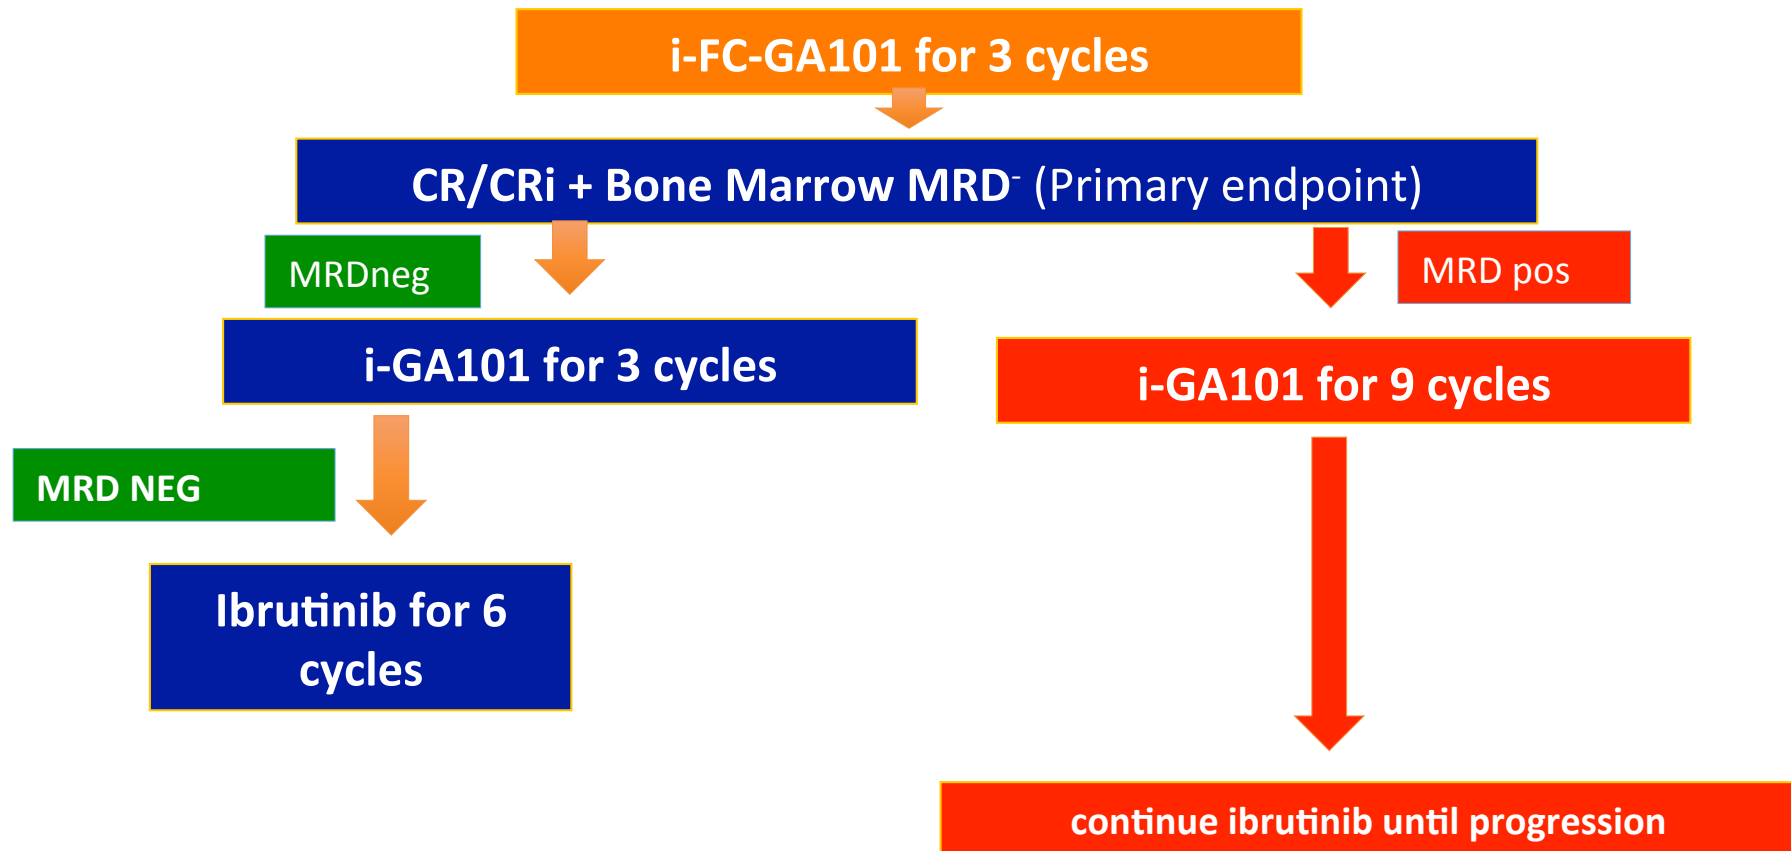 i-FC-GA101 for 3 cycles
CR/CRi + Bone Marrow MRD⁻ (Primary endpoint)
MRDneg
MRD pos
i-GA101 for 3 cycles
i-GA101 for 9 cycles
MRD NEG
Ibrutinib for 6
cycles
continue ibrutinib until progression